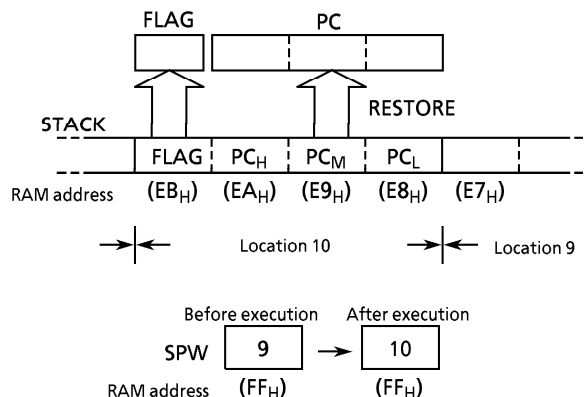 FLAG PC
RESTORE
STACK
FLAG PCH PCM PCL
RAM address (EBH) (EAH) (E9H) (E8H) (E7H)
Location 10 Location 9
Before execution After execution
SPW 9 10
RAM address (FFH) (FFH)